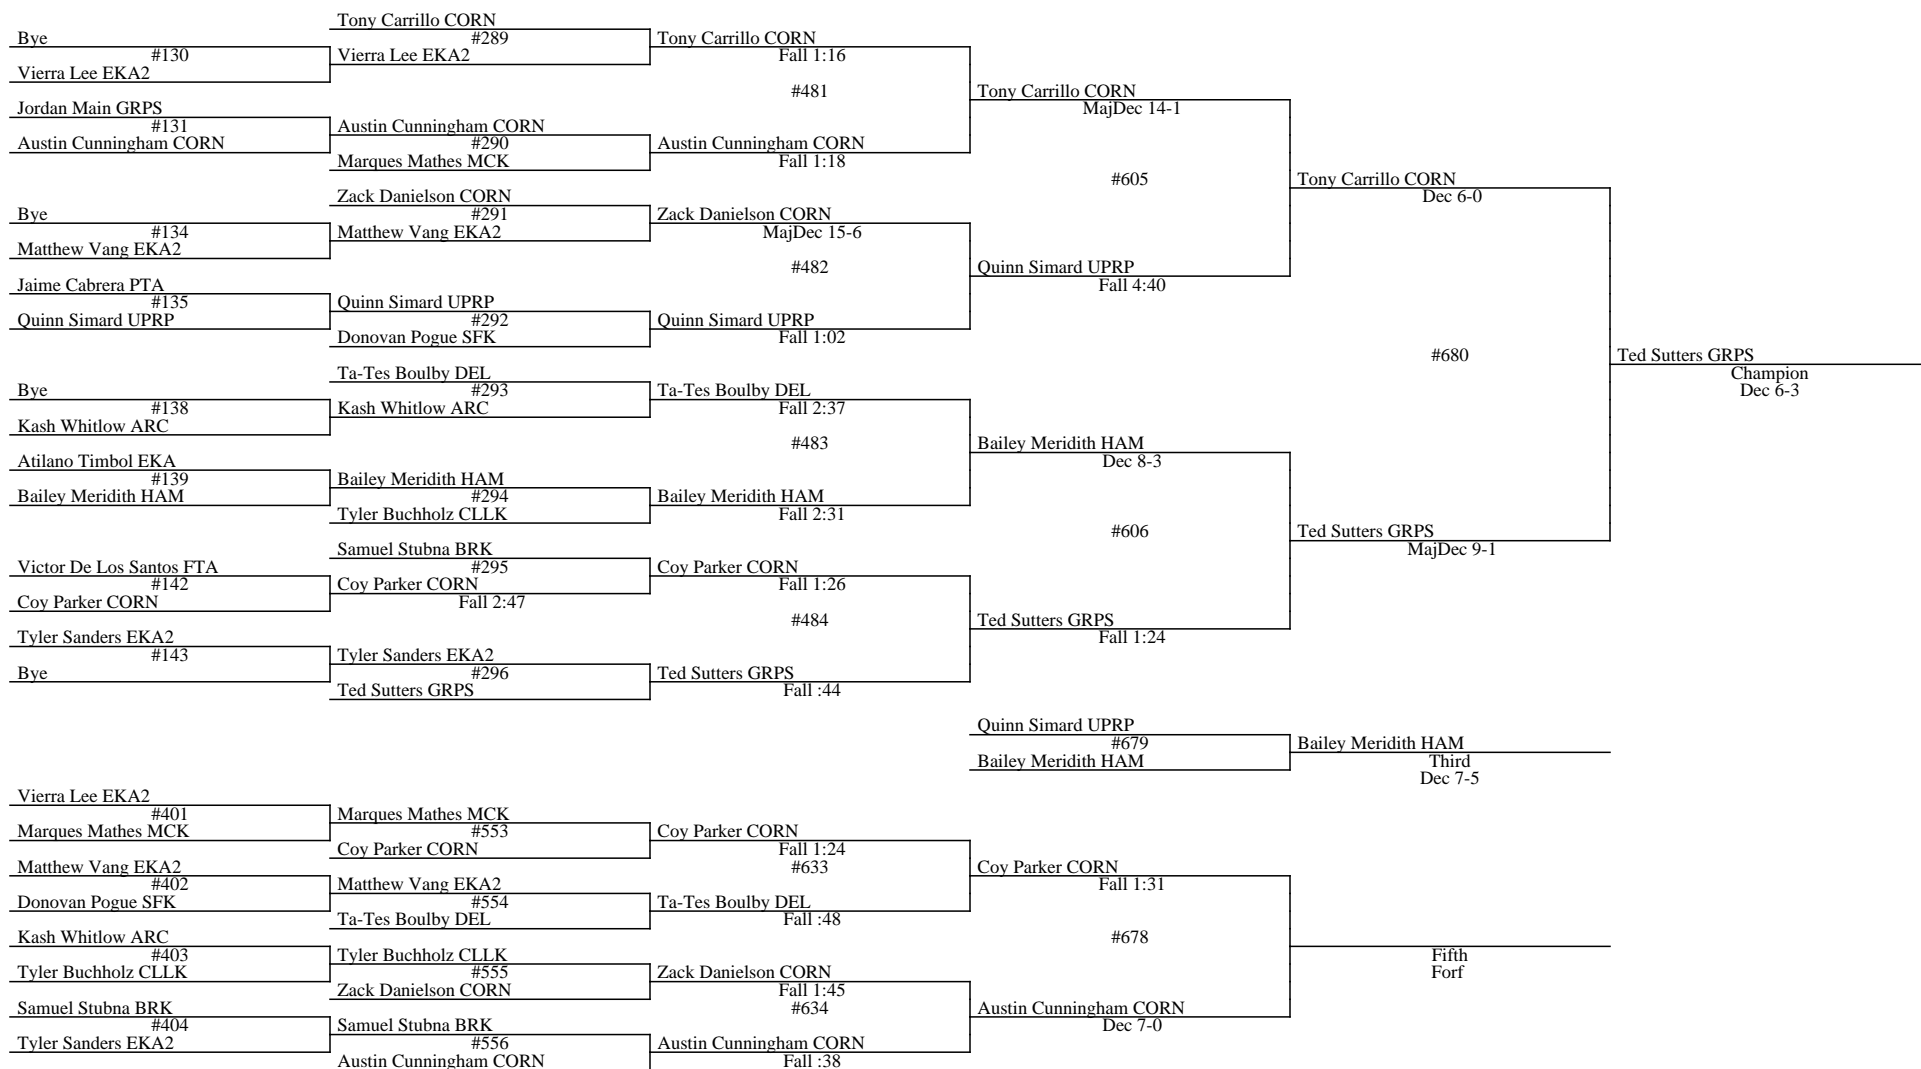 Tony Carrillo CORN
Bye
#289
Tony Carrillo CORN
#130
Vierra Lee EKA2
Fall 1:16
Vierra Lee EKA2
#481
Tony Carrillo CORN
Jordan Main GRPS
MajDec 14-1
#131
Austin Cunningham CORN
Austin Cunningham CORN
#290
Austin Cunningham CORN
Marques Mathes MCK
Fall 1:18
#605
Tony Carrillo CORN
Zack Danielson CORN
Dec 6-0
Bye
#291
Zack Danielson CORN
#134
Matthew Vang EKA2
MajDec 15-6
Matthew Vang EKA2
#482
Quinn Simard UPRP
Jaime Cabrera PTA
Fall 4:40
#135
Quinn Simard UPRP
Quinn Simard UPRP
#292
Quinn Simard UPRP
Donovan Pogue SFK
Fall 1:02
#680
Ted Sutters GRPS
Ta-Tes Boulby DEL
Champion
Bye
#293
Ta-Tes Boulby DEL
Dec 6-3
#138
Kash Whitlow ARC
Fall 2:37
Kash Whitlow ARC
#483
Bailey Meridith HAM
Atilano Timbol EKA
Dec 8-3
#139
Bailey Meridith HAM
Bailey Meridith HAM
#294
Bailey Meridith HAM
Tyler Buchholz CLLK
Fall 2:31
#606
Ted Sutters GRPS
Samuel Stubna BRK
MajDec 9-1
Victor De Los Santos FTA
#295
Coy Parker CORN
#142
Coy Parker CORN
Fall 1:26
Coy Parker CORN
Fall 2:47
#484
Ted Sutters GRPS
Tyler Sanders EKA2
Fall 1:24
#143
Tyler Sanders EKA2
Bye
#296
Ted Sutters GRPS
Ted Sutters GRPS
Fall :44
Quinn Simard UPRP
#679
Bailey Meridith HAM
Bailey Meridith HAM
Third
Dec 7-5
Vierra Lee EKA2
#401
Marques Mathes MCK
Marques Mathes MCK
#553
Coy Parker CORN
Coy Parker CORN
Fall 1:24
Matthew Vang EKA2
#633
Coy Parker CORN
#402
Matthew Vang EKA2
Fall 1:31
Donovan Pogue SFK
#554
Ta-Tes Boulby DEL
Ta-Tes Boulby DEL
Fall :48
Kash Whitlow ARC
#678
#403
Tyler Buchholz CLLK
Fifth
Tyler Buchholz CLLK
#555
Zack Danielson CORN
Forf
Zack Danielson CORN
Fall 1:45
Samuel Stubna BRK
#634
Austin Cunningham CORN
#404
Samuel Stubna BRK
Dec 7-0
Tyler Sanders EKA2
#556
Austin Cunningham CORN
Austin Cunningham CORN
Fall :38